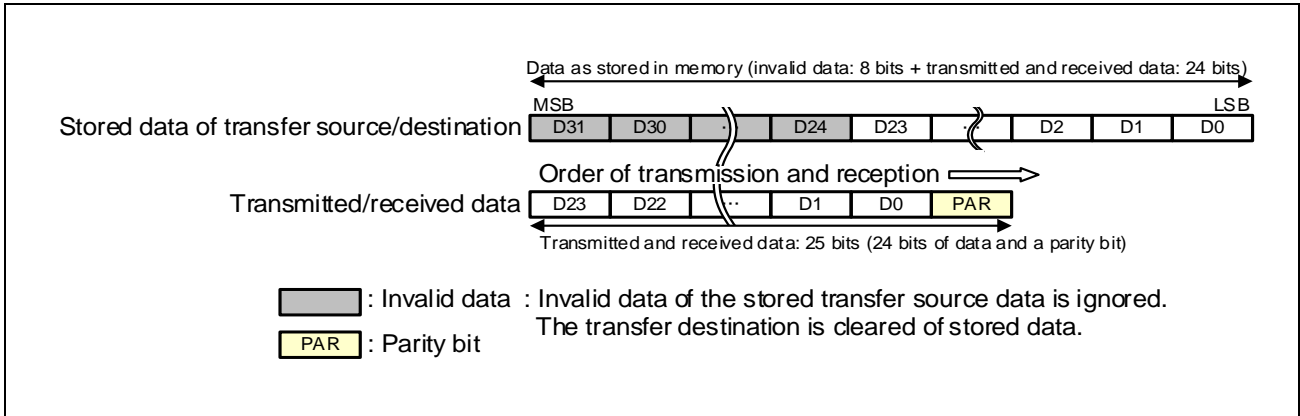 Data as stored in memory (invalid data: 8 bits + transmitted and received data: 24 bits)
MSB LSB
Stored data of transfer source/destination D31 D30 ... D24 D23 ... D2 D1 D0
Order of transmission and reception
Transmitted/received data D23 D22 ... D1 D0 PAR
Transmitted and received data: 25 bits (24 bits of data and a parity bit)
: Invalid data : Invalid data of the stored transfer source data is ignored.
The transfer destination is cleared of stored data.
PAR : Parity bit